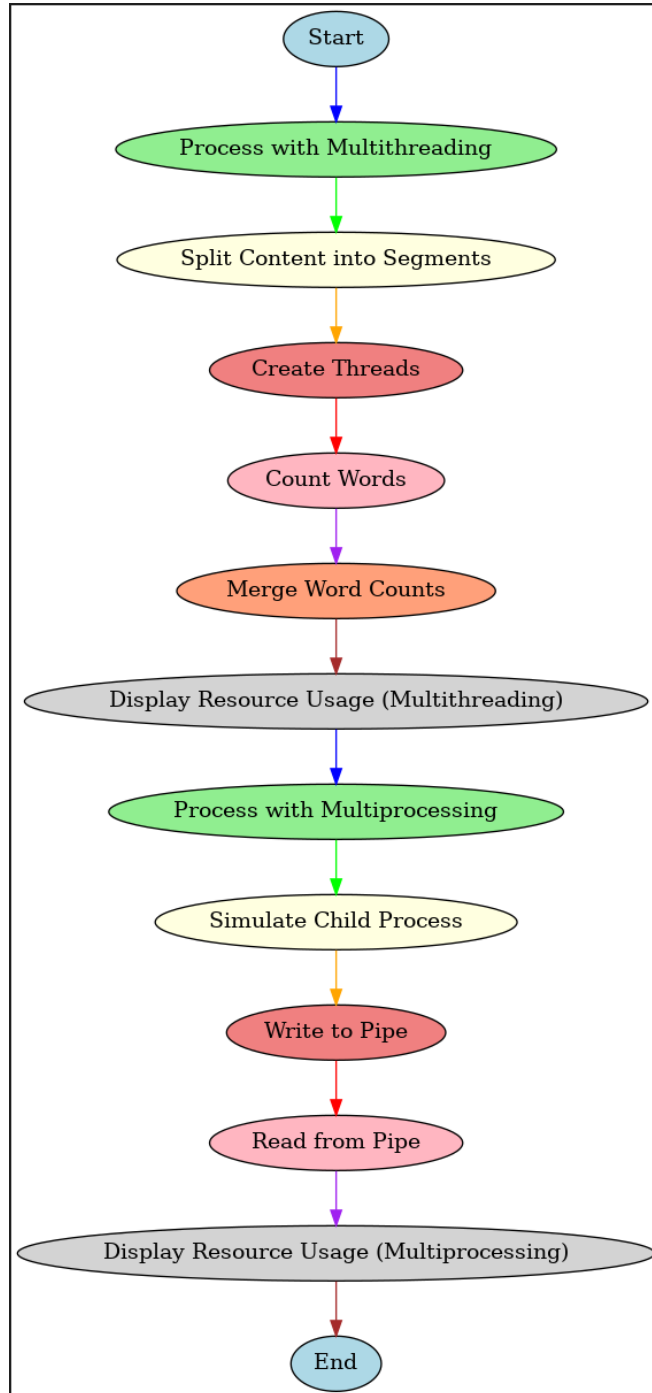 Start
Process with Multithreading
Split Content into Segments
Create Threads
Count Words
Merge Word Counts
Display Resource Usage (Multithreading)
Process with Multiprocessing
Simulate Child Process
Write to Pipe
Read from Pipe
Display Resource Usage (Multiprocessing)
End